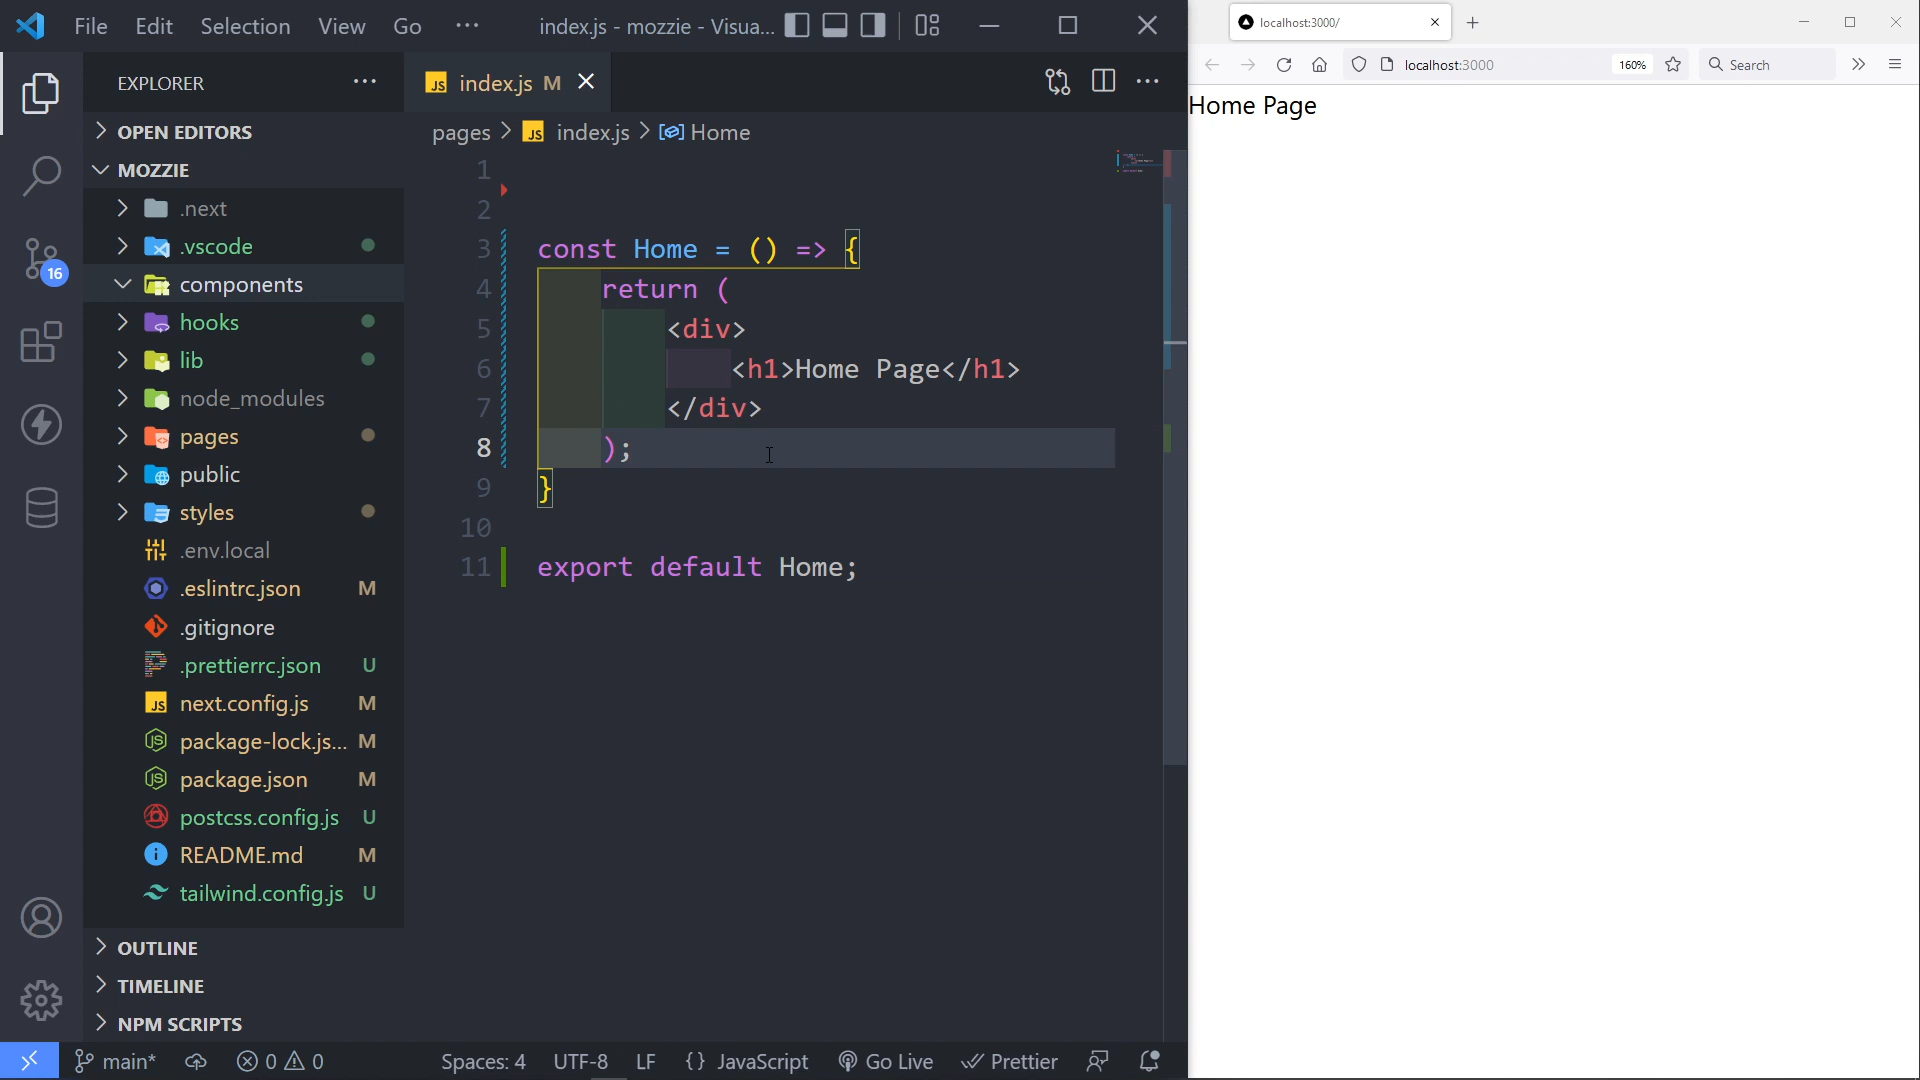 File Edit Selection View Go ··· index.js - mozzie - Visua...
EXPLORER
OPEN EDITORS
MOZZIE
.next
.vscode
components
hooks
lib
node_modules
pages
public
styles
.env.local
.eslintrc.json M
.gitignore
.prettierrc.json U
next.config.js M
package-lock.js... M
package.json M
postcss.config.js U
README.md M
tailwind.config.js U
OUTLINE
TIMELINE
NPM SCRIPTS
16
JS index.js M
pages > JS index.js > Home
1
2
3 const Home = () => {
4 return (
5 <div>
6 <h1>Home Page</h1>
7 </div>
8 );
9 }
10
11 export default Home;
main* 0 0 Spaces: 4 UTF-8 LF {} JavaScript Go Live Prettier
localhost:3000/
localhost:3000 160% Search
Home Page